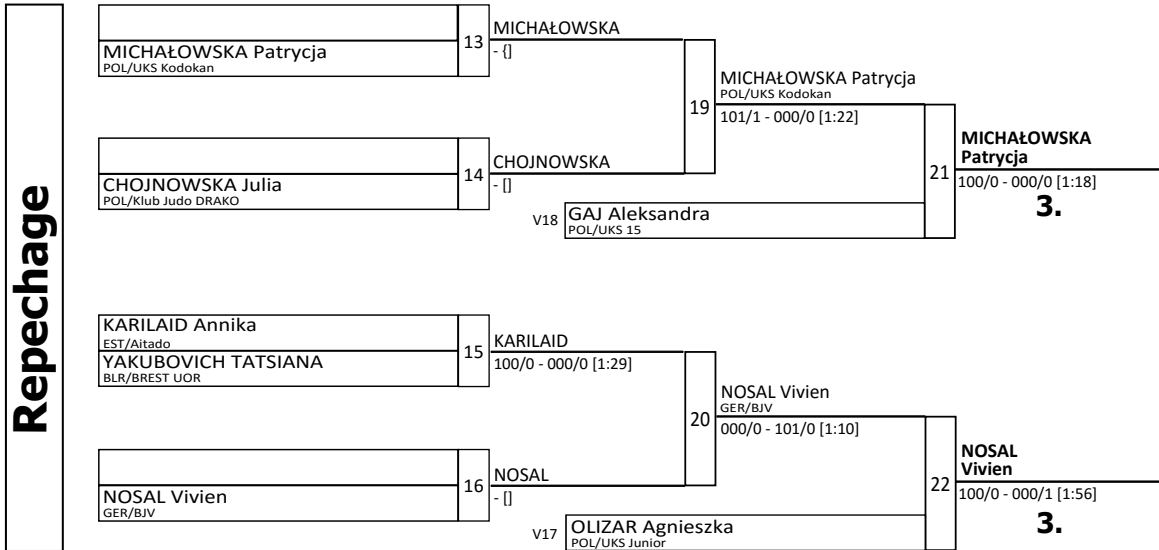 Repechage
13
MICHAŁOWSKA Patrycja
POL/UKS Kodokan
MICHAŁOWSKA
- {]
14
CHOJNOWSKA Julia
POL/Klub Judo DRAKO
CHOJNOWSKA
- []
19
MICHAŁOWSKA Patrycja
POL/UKS Kodokan
101/1 - 000/0 [1:22]
V18
GAJ Aleksandra
POL/UKS 15
21
MICHAŁOWSKA
Patrycja
100/0 - 000/0 [1:18]
3.
KARILAID Annika
EST/Aitado
15
YAKUBOVICH TATSIANA
BLR/BREST UOR
KARILAID
100/0 - 000/0 [1:29]
16
NOSAL Vivien
GER/BJV
NOSAL
- []
20
NOSAL Vivien
GER/BJV
000/0 - 101/0 [1:10]
V17
OLIZAR Agnieszka
POL/UKS Junior
22
NOSAL
Vivien
100/0 - 000/1 [1:56]
3.